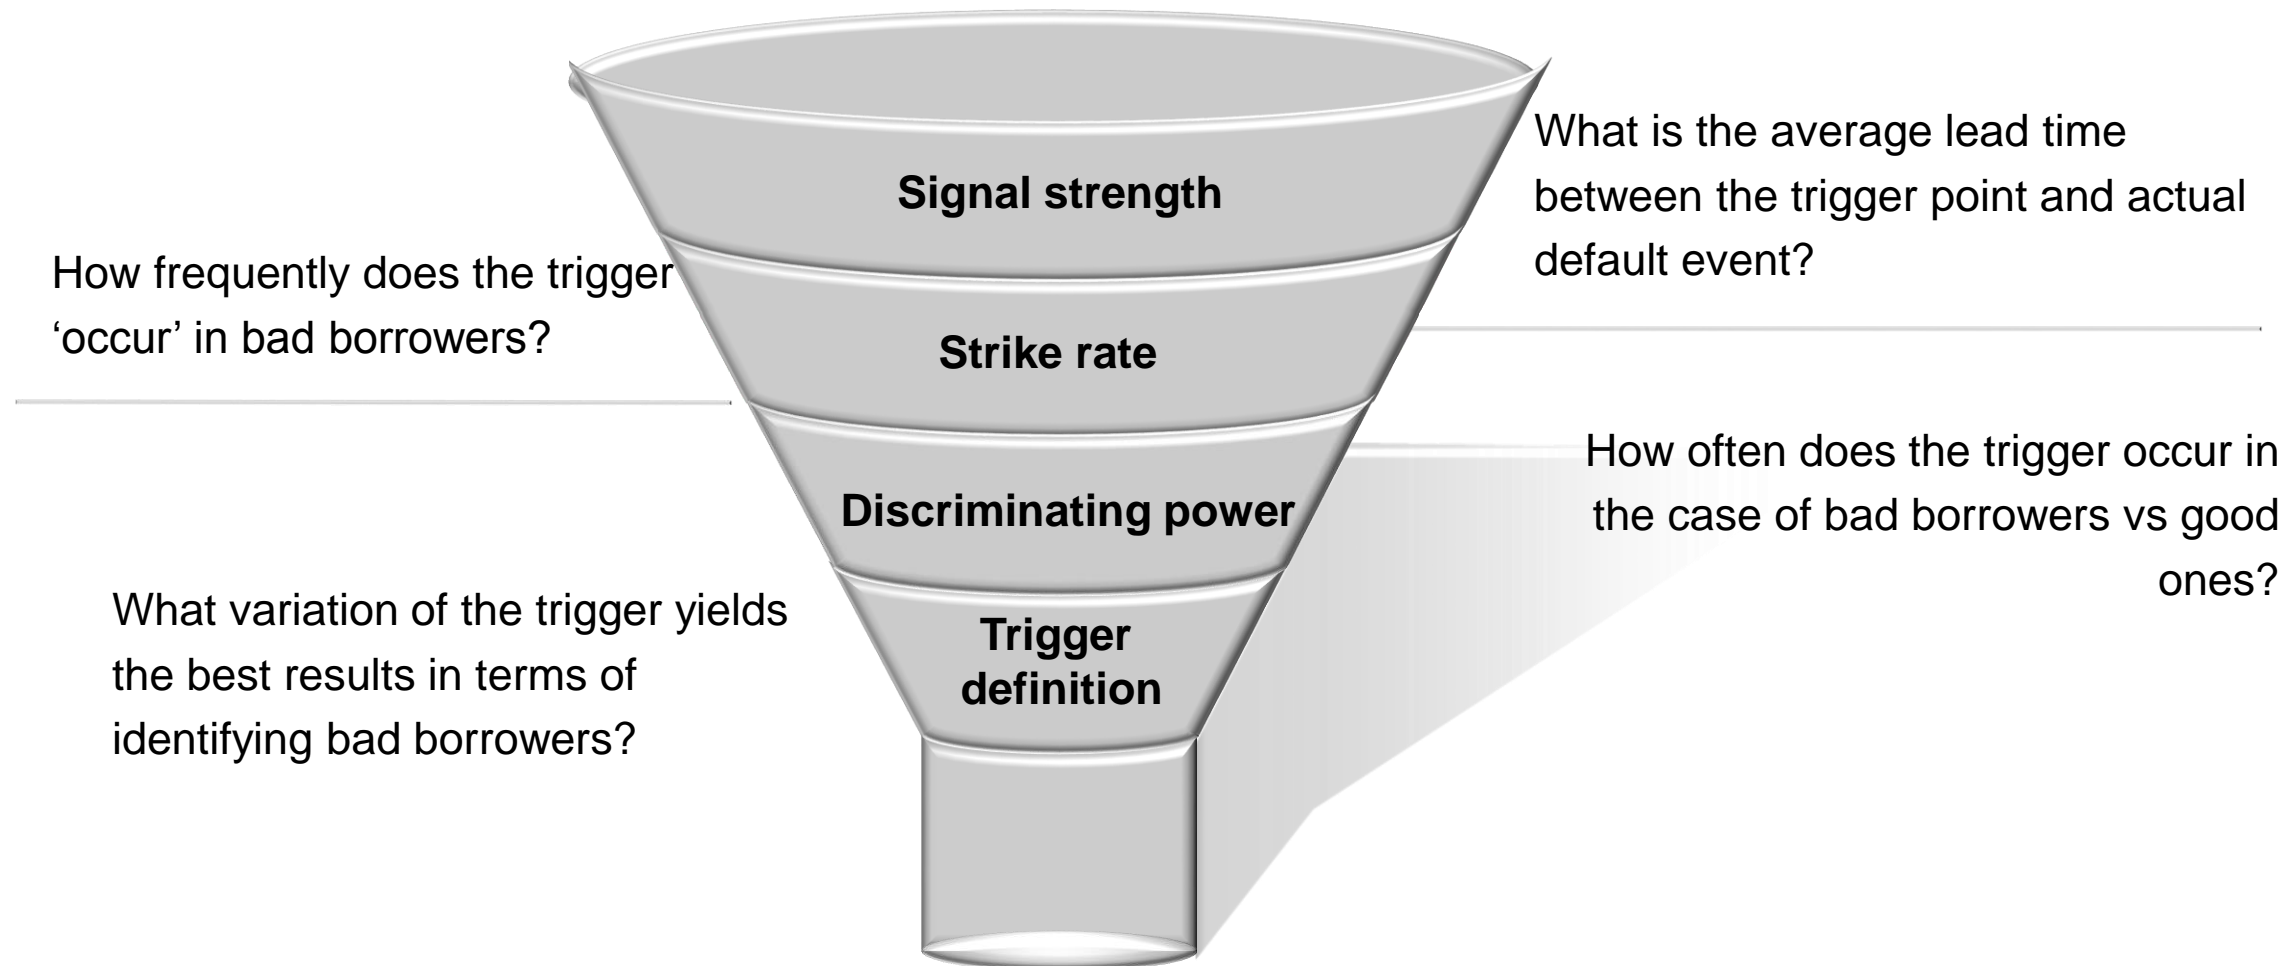 Signal strength
What is the average lead time
between the trigger point and actual
default event?
How frequently does the trigger
‘occur’ in bad borrowers?
Strike rate
Discriminating power
How often does the trigger occur in
the case of bad borrowers vs good
ones?
What variation of the trigger yields
the best results in terms of
identifying bad borrowers?
Trigger
definition